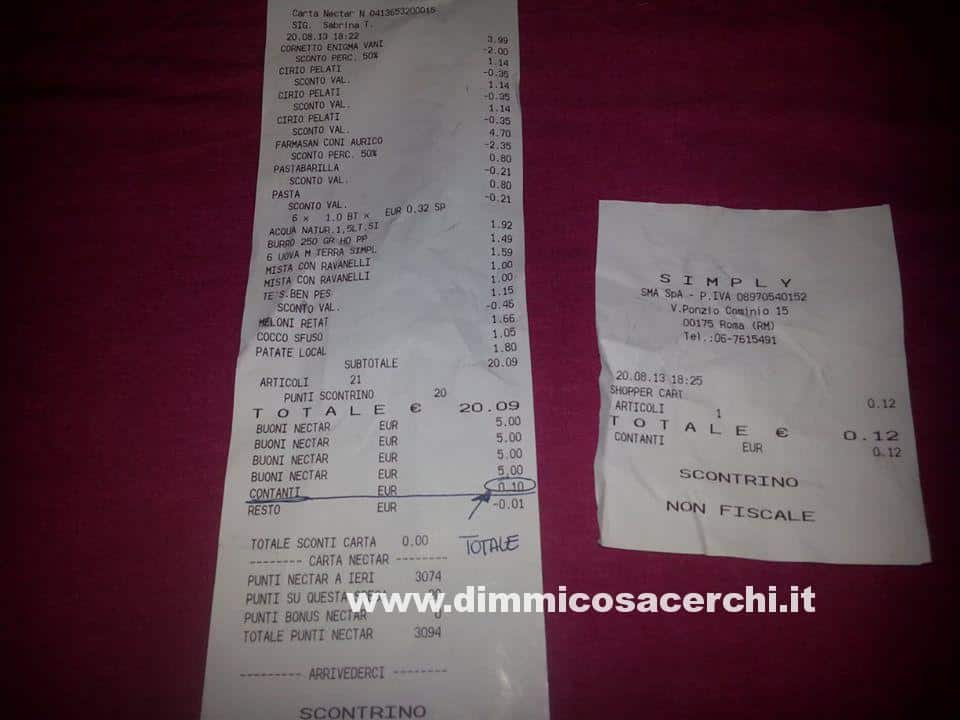 Carta Nectar N 0413653200016
SIG. Sabrina T.
20.08.13 18:22
CORNETTO ENIGMA VANI 3.99
SCONTO PERC. 50% -2.00
CIRIO PELATI 1.14
SCONTO VAL. -0.35
CIRIO PELATI 1.14
SCONTO VAL. -0.35
CIRIO PELATI 1.14
SCONTO VAL. -0.35
FARMASAN CONI AURICO 4.70
SCONTO PERC. 50% -2.35
PASTABARILLA 0.80
SCONTO VAL. -0.21
PASTA 0.80
SCONTO VAL. -0.21
6 x 1.0 BT x EUR 0.32 SP
ACQUA NATUR.1,5LT.SI 1.92
BURRO 250 GR HO PP 1.49
6 UOVA M TERRA SIMPL 1.59
MISTA CON RAVANELLI 1.00
MISTA CON RAVANELLI 1.00
TE'S.BEN PES 1.15
SCONTO VAL. -0.46
MELONI RETAT 1.66
COCCO SFUSO 1.05
PATATE LOCAL 1.80
SUBTOTALE 20.09
ARTICOLI 21
PUNTI SCONTRINO 20
TOTALE € 20.09
BUONI NECTAR EUR 5.00
BUONI NECTAR EUR 5.00
BUONI NECTAR EUR 5.00
BUONI NECTAR EUR 5.00
CONTANTI EUR 0.10
RESTO EUR -0.01
TOTALE
TOTALE SCONTI CARTA 0.00
-------- CARTA NECTAR --------
PUNTI NECTAR A IERI 3074
PUNTI SU QUESTA SPESA 20
PUNTI BONUS NECTAR 0
TOTALE PUNTI NECTAR 3094
--------- ARRIVEDERCI --------
SCONTRINO
SIMPLY
SMA SpA - P.IVA 08970540152
V.Ponzio Cominio 15
00175 Roma (RM)
Tel.:06-7615491
20.08.13 18:25
SHOPPER CART 0.12
ARTICOLI 1
TOTALE € 0.12
CONTANTI EUR 0.12
SCONTRINO
NON FISCALE
www.dimmicosacerchi.it